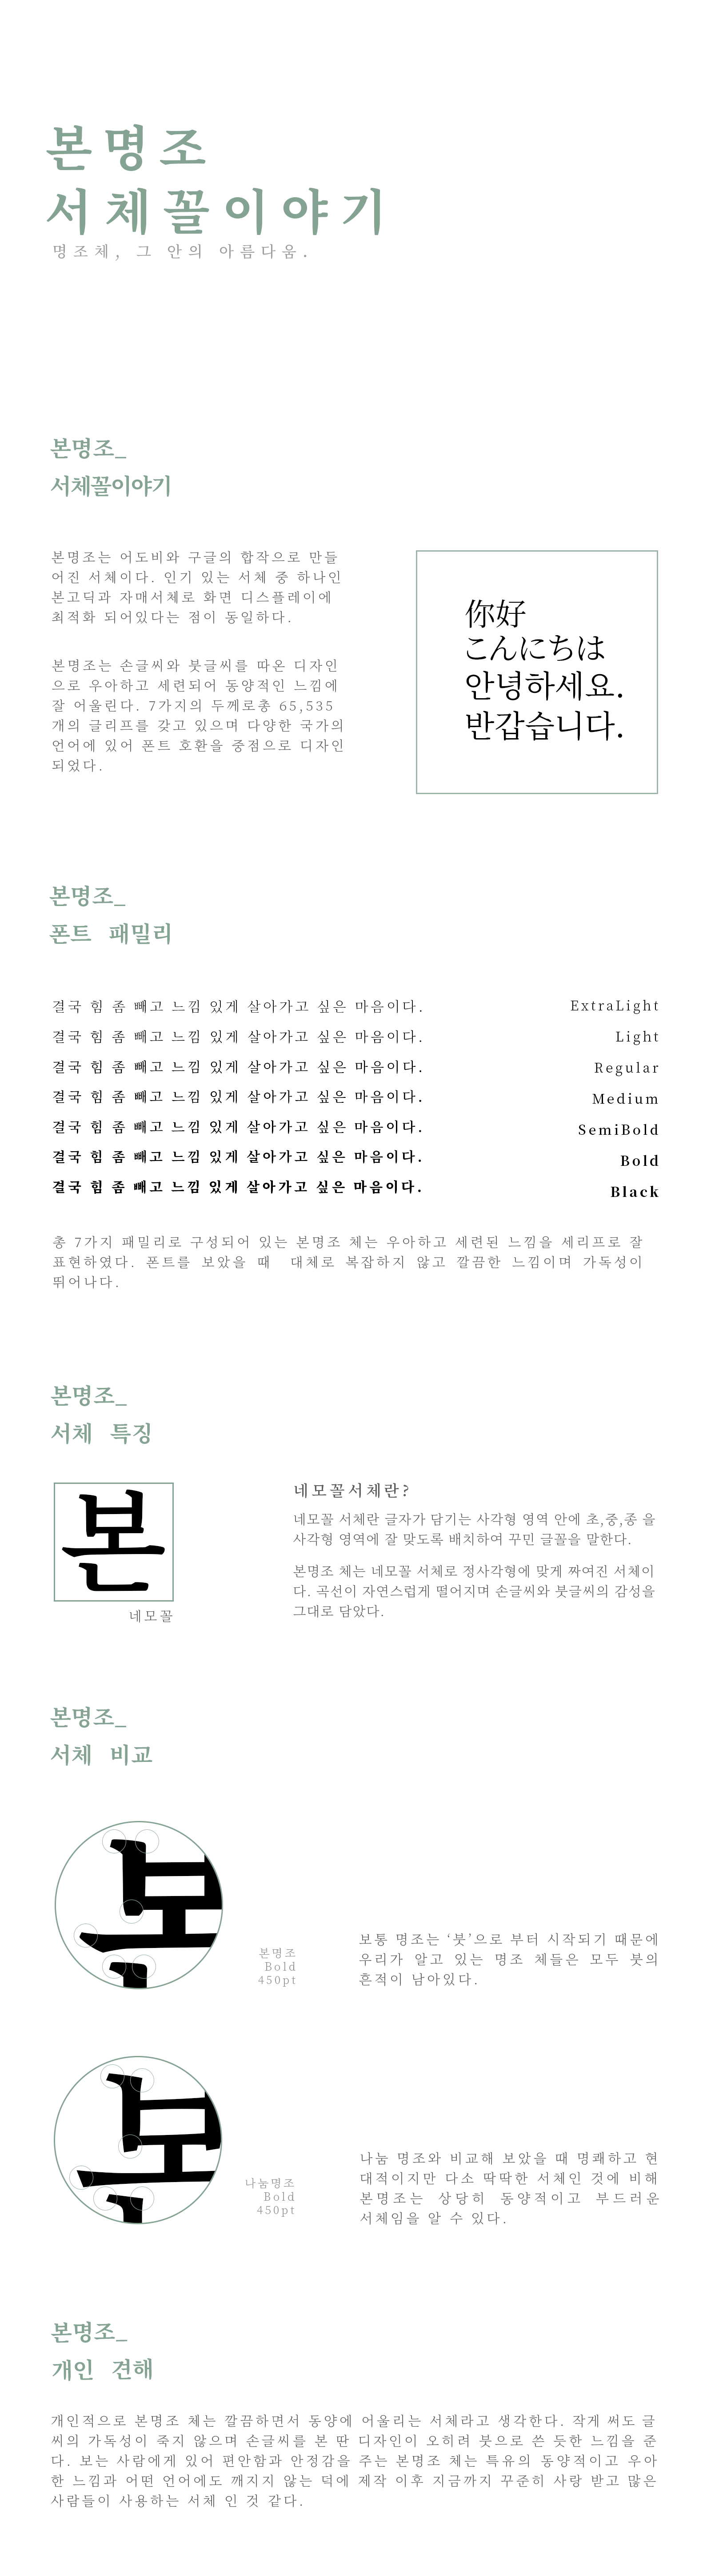 본명조
서체꼴이야기
명조체, 그 안의 아름다움.
본명조_
서체꼴이야기
본명조는 어도비와 구글의 합작으로 만들
어진 서체이다. 인기 있는 서체 중 하나인
본고딕과 자매서체로 화면 디스플레이에
최적화 되어있다는 점이 동일하다.
본명조는 손글씨와 붓글씨를 따온 디자인
으로 우아하고 세련되어 동양적인 느낌에
잘 어울린다. 7가지의 두께로총 65,535
개의 글리프를 갖고 있으며 다양한 국가의
언어에 있어 폰트 호환을 중점으로 디자인
되었다.
你好
こんにちは
안녕하세요.
반갑습니다.
본명조_
폰트 패밀리
결국 힘 좀 빼고 느낌 있게 살아가고 싶은 마음이다. ExtraLight
결국 힘 좀 빼고 느낌 있게 살아가고 싶은 마음이다. Light
결국 힘 좀 빼고 느낌 있게 살아가고 싶은 마음이다. Regular
결국 힘 좀 빼고 느낌 있게 살아가고 싶은 마음이다. Medium
결국 힘 좀 빼고 느낌 있게 살아가고 싶은 마음이다. SemiBold
결국 힘 좀 빼고 느낌 있게 살아가고 싶은 마음이다. Bold
결국 힘 좀 빼고 느낌 있게 살아가고 싶은 마음이다. Black
총 7가지 패밀리로 구성되어 있는 본명조 체는 우아하고 세련된 느낌을 세리프로 잘
표현하였다. 폰트를 보았을 때 대체로 복잡하지 않고 깔끔한 느낌이며 가독성이
뛰어나다.
본명조_
서체 특징
본
네모꼴
네모꼴서체란?
네모꼴 서체란 글자가 담기는 사각형 영역 안에 초,중,종 을
사각형 영역에 잘 맞도록 배치하여 꾸민 글꼴을 말한다.
본명조 체는 네모꼴 서체로 정사각형에 맞게 짜여진 서체이
다. 곡선이 자연스럽게 떨어지며 손글씨와 붓글씨의 감성을
그대로 담았다.
본명조_
서체 비교
본명조
Bold
450pt
보통 명조는 ‘붓’으로 부터 시작되기 때문에
우리가 알고 있는 명조 체들은 모두 붓의
흔적이 남아있다.
나눔명조
Bold
450pt
나눔 명조와 비교해 보았을 때 명쾌하고 현
대적이지만 다소 딱딱한 서체인 것에 비해
본명조는 상당히 동양적이고 부드러운
서체임을 알 수 있다.
본명조_
개인 견해
개인적으로 본명조 체는 깔끔하면서 동양에 어울리는 서체라고 생각한다. 작게 써도 글
씨의 가독성이 죽지 않으며 손글씨를 본 딴 디자인이 오히려 붓으로 쓴 듯한 느낌을 준
다. 보는 사람에게 있어 편안함과 안정감을 주는 본명조 체는 특유의 동양적이고 우아
한 느낌과 어떤 언어에도 깨지지 않는 덕에 제작 이후 지금까지 꾸준히 사랑 받고 많은
사람들이 사용하는 서체 인 것 같다.